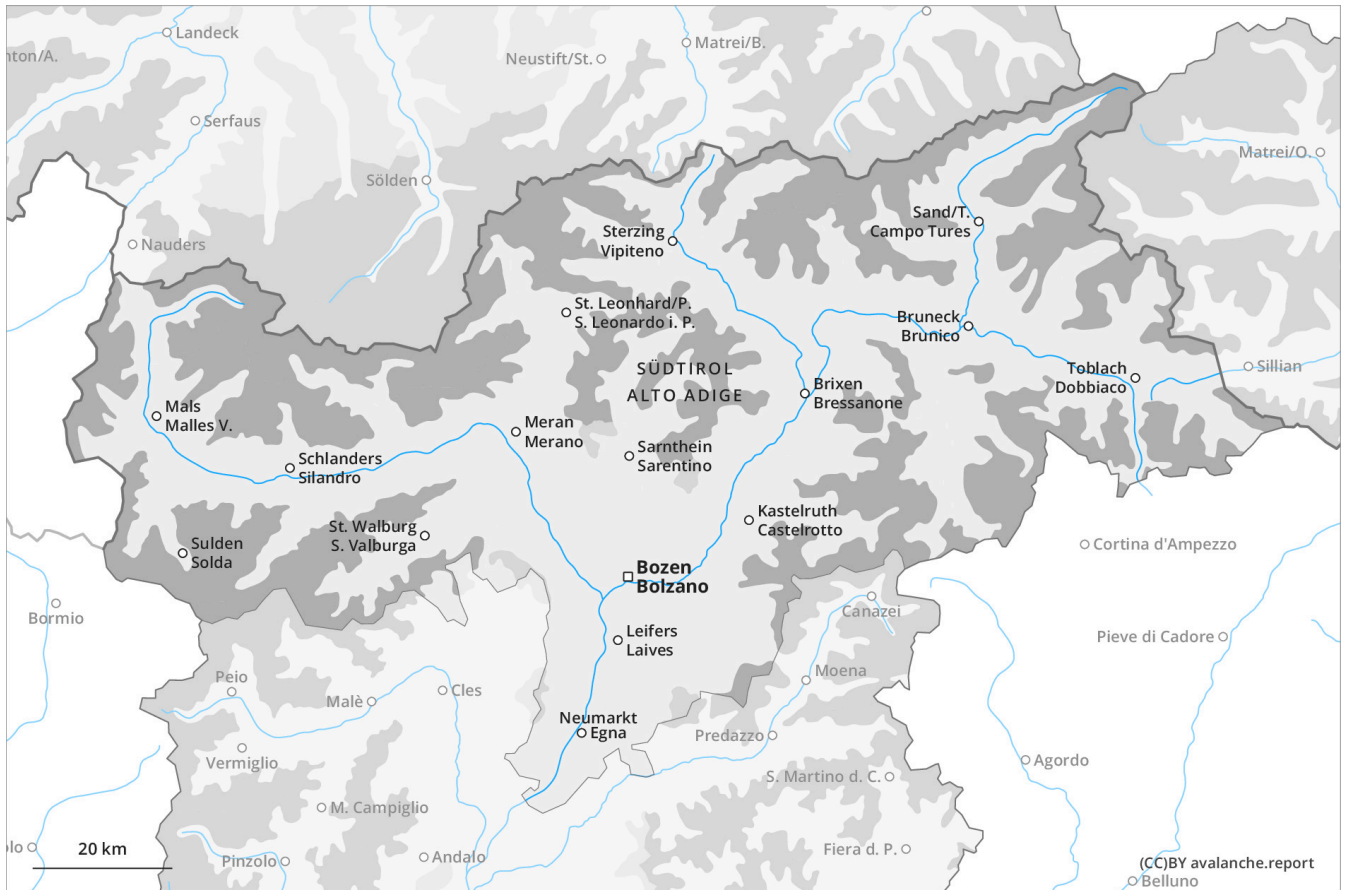 Landeck
nton/A.
Matrei/B.
Neustift/St.
Serfaus
Matrei/O.
Sölden
Nauders
Sand/T.
Campo Tures
Sterzing
Vipiteno
St. Leonhard/P.
S. Leonardo i. P.
Bruneck
Brunico
SÜDTIROL
ALTO ADIGE
Toblach
Dobbiaco
Sillian
Brixen
Bressanone
Mals
Malles V.
Meran
Merano
Schlanders
Silandro
Sarnthein
Sarentino
Kastelruth
Castelrotto
St. Walburg
S. Valburga
Sulden
Solda
Cortina d'Ampezzo
Bozen
Bolzano
Bormio
Canazei
Leifers
Laives
Pieve di Cadore
Peio
Malè
Cles
Moena
Neumarkt
Egna
Predazzo
Vermiglio
Agordo
S. Martino d. C.
M. Campiglio
olo
20 km
Pinzolo
Andalo
Fiera d. P.
(CC)BY avalanche.report
Belluno